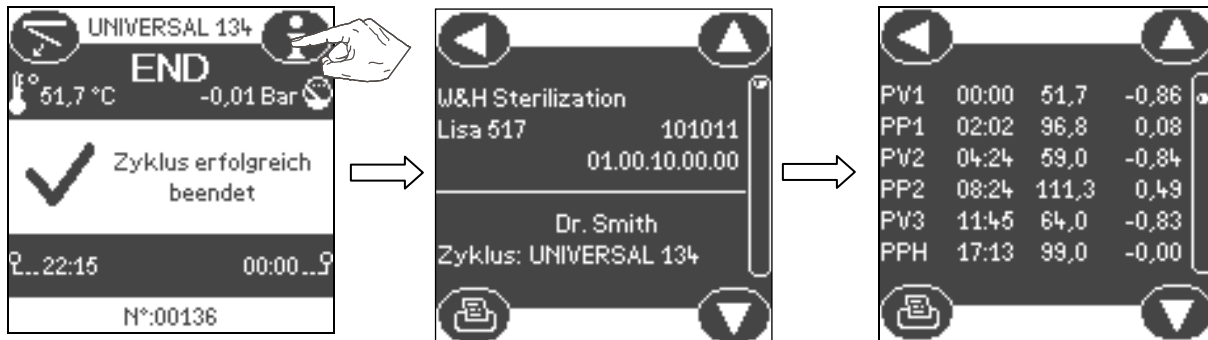 UNIVERSAL 134
END
51,7 °C -0,01 Bar
Zyklus erfolgreich
beendet
22:15 00:00
N°:00136
W&H Sterilization
Lisa 517 101011
01.00.10.00.00
Dr. Smith
Zyklus: UNIVERSAL 134
PV1 00:00 51,7 -0,86
PP1 02:02 96,8 0,08
PV2 04:24 59,0 -0,84
PP2 08:24 111,3 0,49
PV3 11:45 64,0 -0,83
PPH 17:13 99,0 -0,00